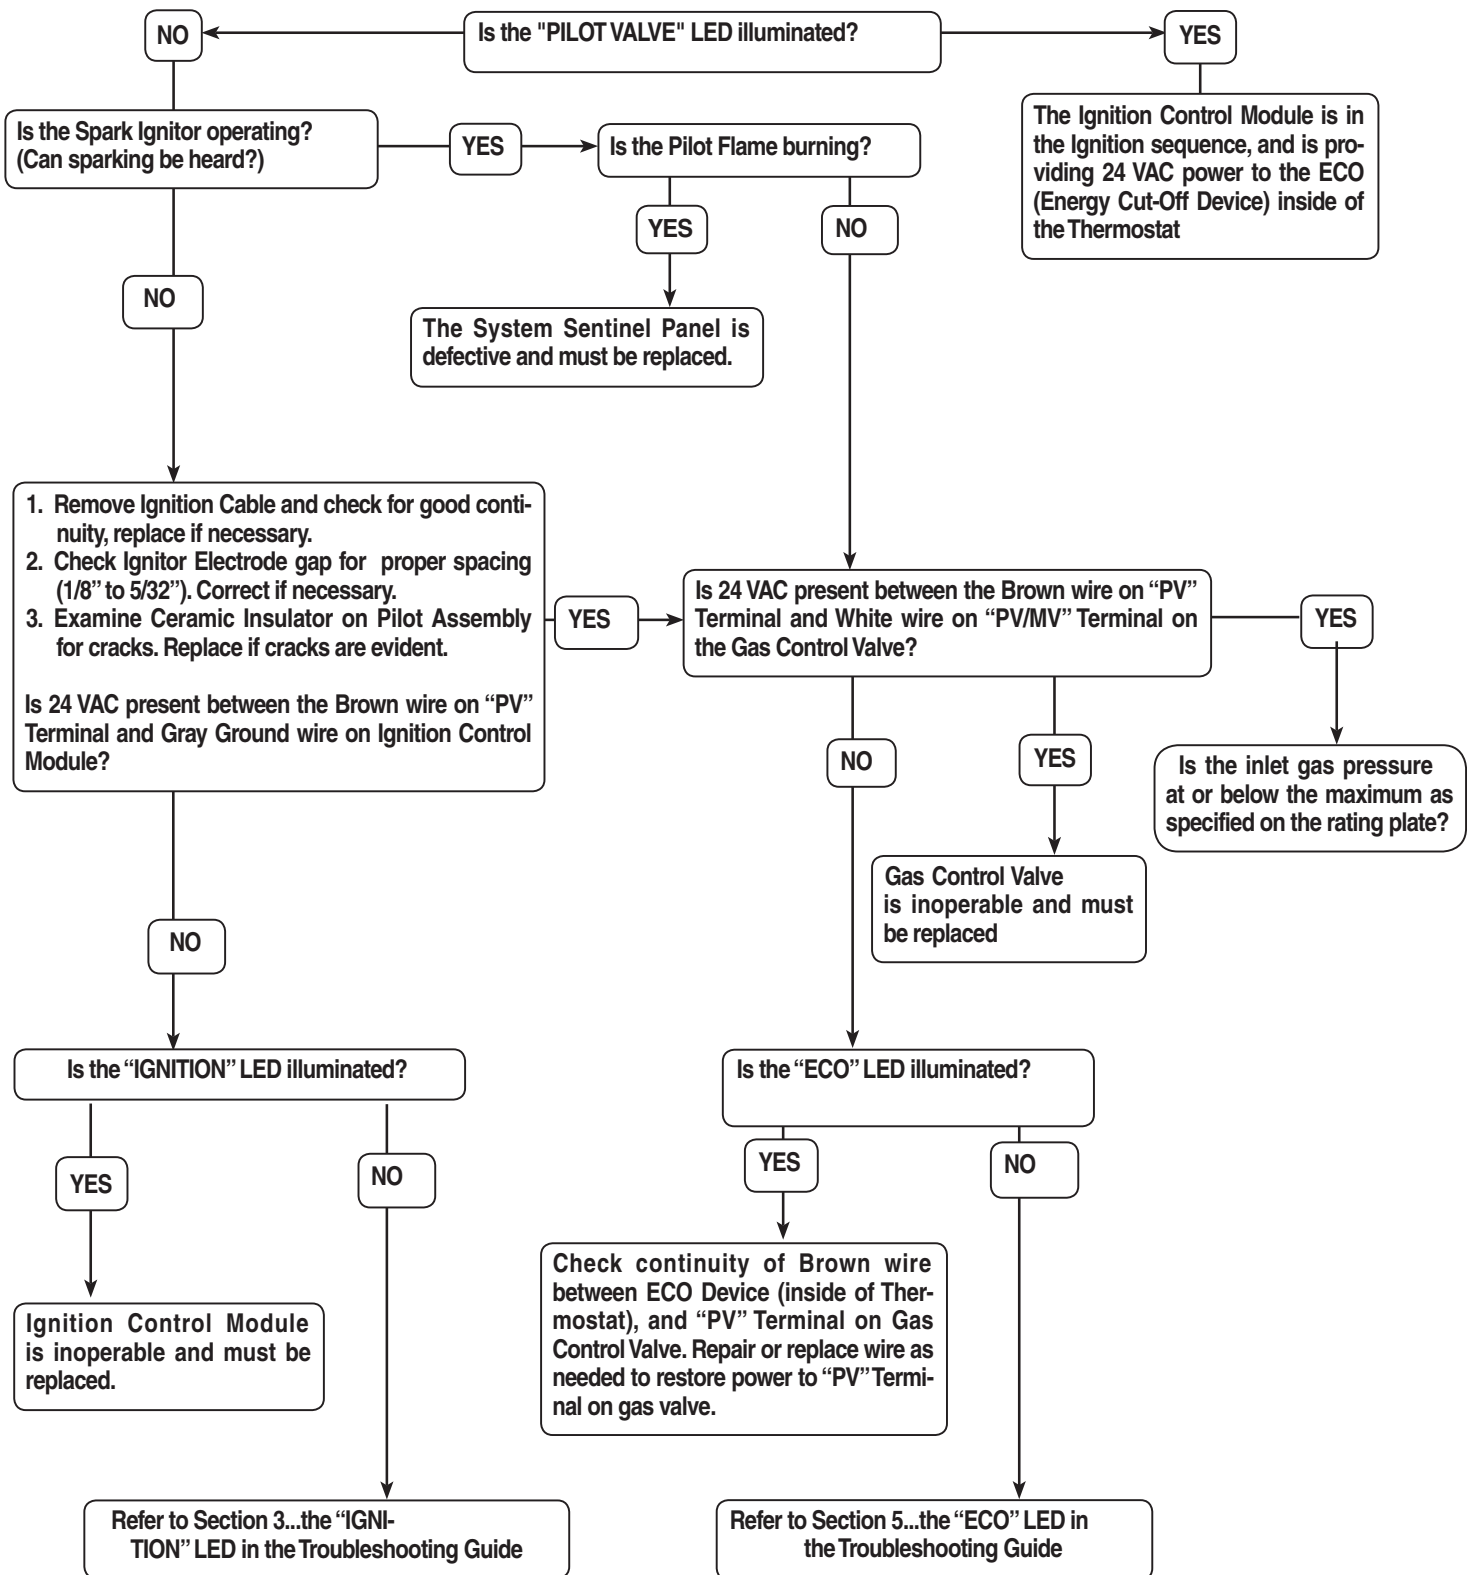 NO
Is the "PILOT VALVE" LED illuminated?
YES
Is the Spark Ignitor operating?
(Can sparking be heard?)
YES
Is the Pilot Flame burning?
The Ignition Control Module is in
the Ignition sequence, and is pro-
viding 24 VAC power to the ECO
(Energy Cut-Off Device) inside of
the Thermostat
YES
NO
NO
The System Sentinel Panel is
defective and must be replaced.
1. Remove Ignition Cable and check for good conti-
nuity, replace if necessary.
2. Check Ignitor Electrode gap for proper spacing
(1/8” to 5/32”). Correct if necessary.
3. Examine Ceramic Insulator on Pilot Assembly
for cracks. Replace if cracks are evident.
Is 24 VAC present between the Brown wire on “PV”
Terminal and Gray Ground wire on Ignition Control
Module?
YES
Is 24 VAC present between the Brown wire on “PV”
Terminal and White wire on “PV/MV” Terminal on
the Gas Control Valve?
YES
NO
YES
Is the inlet gas pressure
at or below the maximum as
specified on the rating plate?
Gas Control Valve
is inoperable and must
be replaced
NO
Is the “IGNITION” LED illuminated?
Is the “ECO” LED illuminated?
YES
NO
YES
NO
Check continuity of Brown wire
between ECO Device (inside of Ther-
mostat), and “PV” Terminal on Gas
Control Valve. Repair or replace wire as
needed to restore power to “PV” Termi-
nal on gas valve.
Ignition Control Module
is inoperable and must be
replaced.
Refer to Section 3...the “IGNI-
TION” LED in the Troubleshooting Guide
Refer to Section 5...the “ECO” LED in
the Troubleshooting Guide